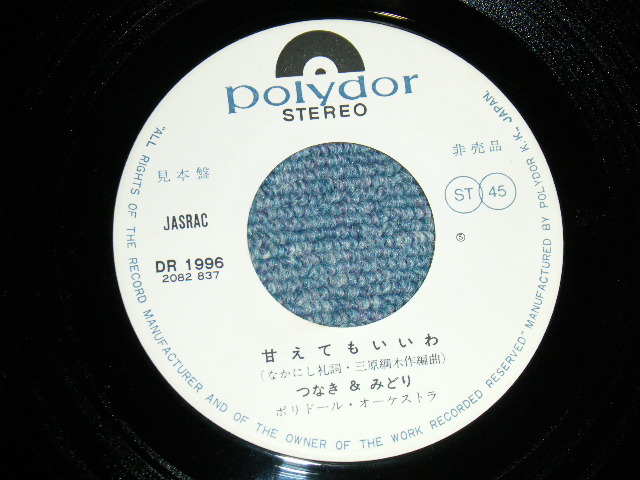 polydor
STEREO
見本盤
非売品
JASRAC
ST 45
DR 1996
2082 837
Ⓢ
甘えてもいいわ
(なかにし礼詞・三原綱木作編曲)
つなき & みどり
ポリドール・オーケストラ
"ALL RIGHTS OF THE RECORD MANUFACTURER AND OF THE OWNER OF THE WORK RECORDED RESERVED" MANUFACTURED BY POLYDOR K.K., JAPAN.